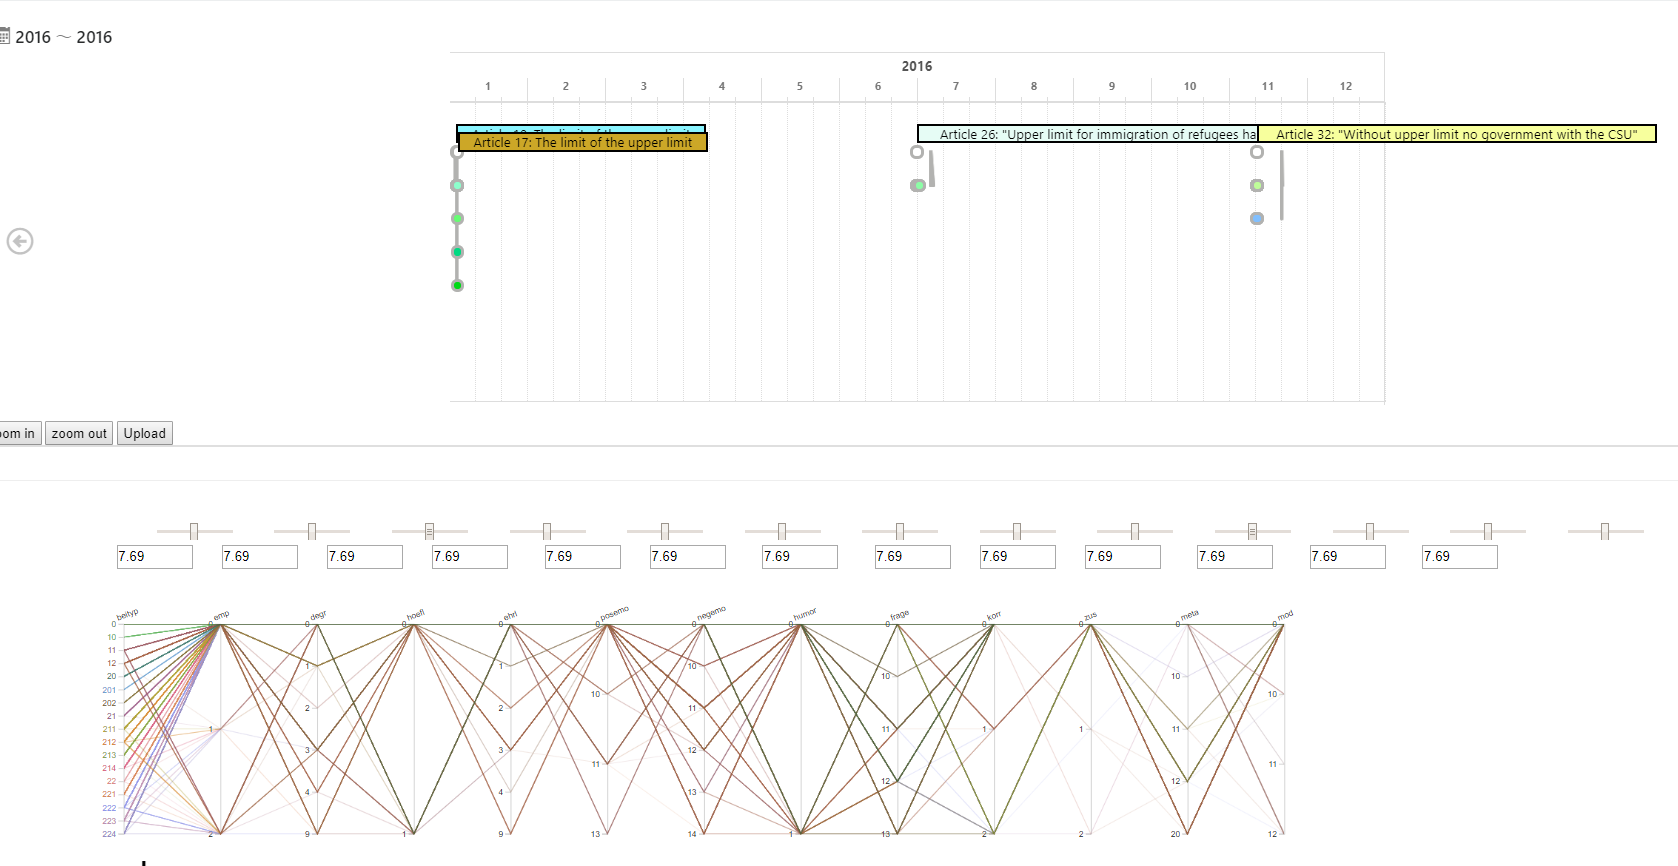 2016 ～ 2016
2016
1 2 3 4 5 6 7 8 9 10 11 12
Article 17: The limit of the upper limit
Article 26: "Upper limit for immigration of refugees ha
Article 32: "Without upper limit no government with the CSU"
oom in zoom out Upload
7.69 7.69 7.69 7.69 7.69 7.69 7.69 7.69 7.69 7.69 7.69 7.69
beityp emp degr hoefl ehrl posemo negemo humor frage korr zus meta mod
0 0 0 0 0 0 0 0 0 0 0 0 0
10
11 1 1 10 10 10
12 10 10
20
201
202 2 2 11
21
211 1 11 1 1 11
212
213 3 3 11 12 11
214
22 12 12
221 4 4 13
222
223
224 2 9 1 9 13 14 1 13 2 2 20 12